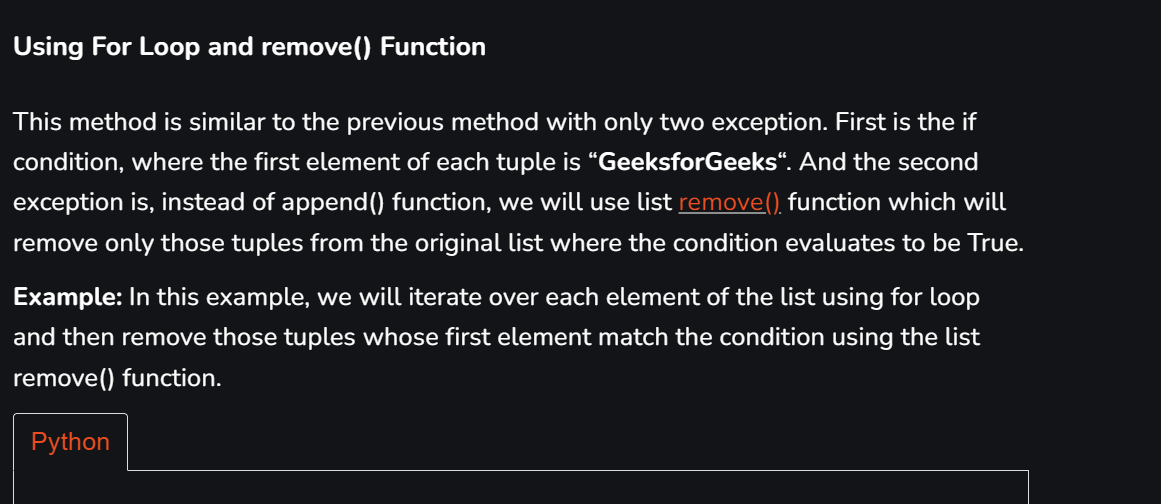 Using For Loop and remove() Function
This method is similar to the previous method with only two exception. First is the if
condition, where the first element of each tuple is “GeeksforGeeks“. And the second
exception is, instead of append() function, we will use list remove() function which will
remove only those tuples from the original list where the condition evaluates to be True.
Example: In this example, we will iterate over each element of the list using for loop
and then remove those tuples whose first element match the condition using the list
remove() function.
Python